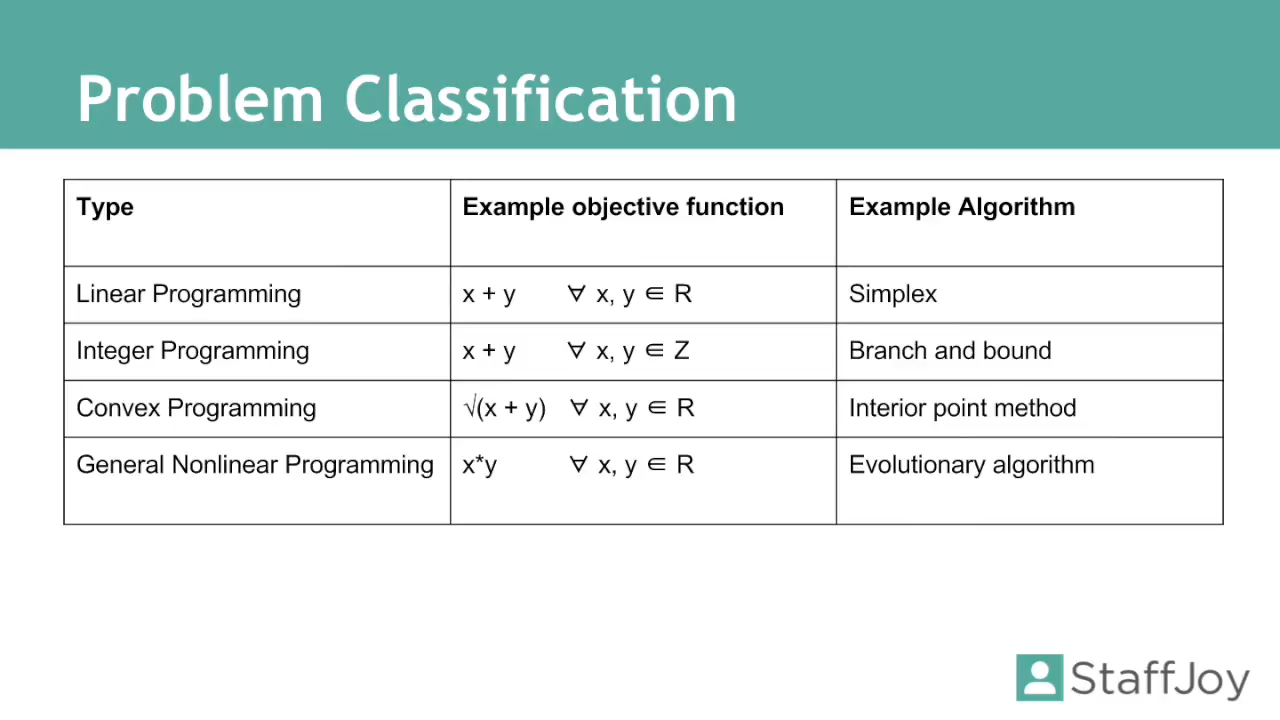 Problem Classification
Type Example objective function Example Algorithm
Linear Programming x + y ∀ x, y ∈ R Simplex
Integer Programming x + y ∀ x, y ∈ Z Branch and bound
Convex Programming √(x + y) ∀ x, y ∈ R Interior point method
General Nonlinear Programming x*y ∀ x, y ∈ R Evolutionary algorithm
StaffJoy